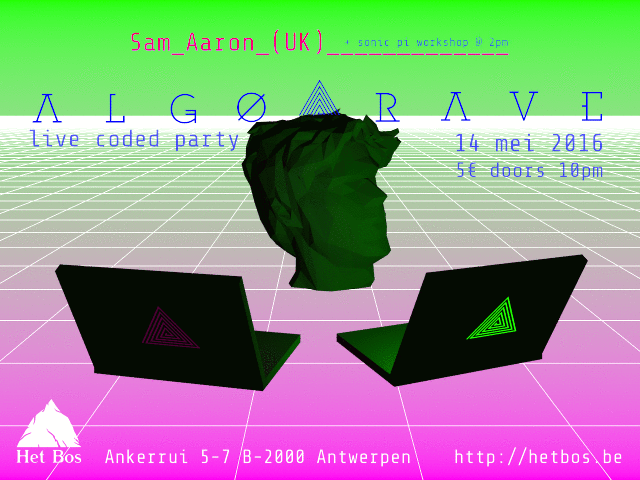 Sam_Aaron_(UK)_____________
+ sonic pi workshop @ 2pm
ALGØRAVE
live coded party
14 mei 2016
5€ doors 10pm
Het Bos
Ankerrui 5-7 B-2000 Antwerpen
http://hetbos.be